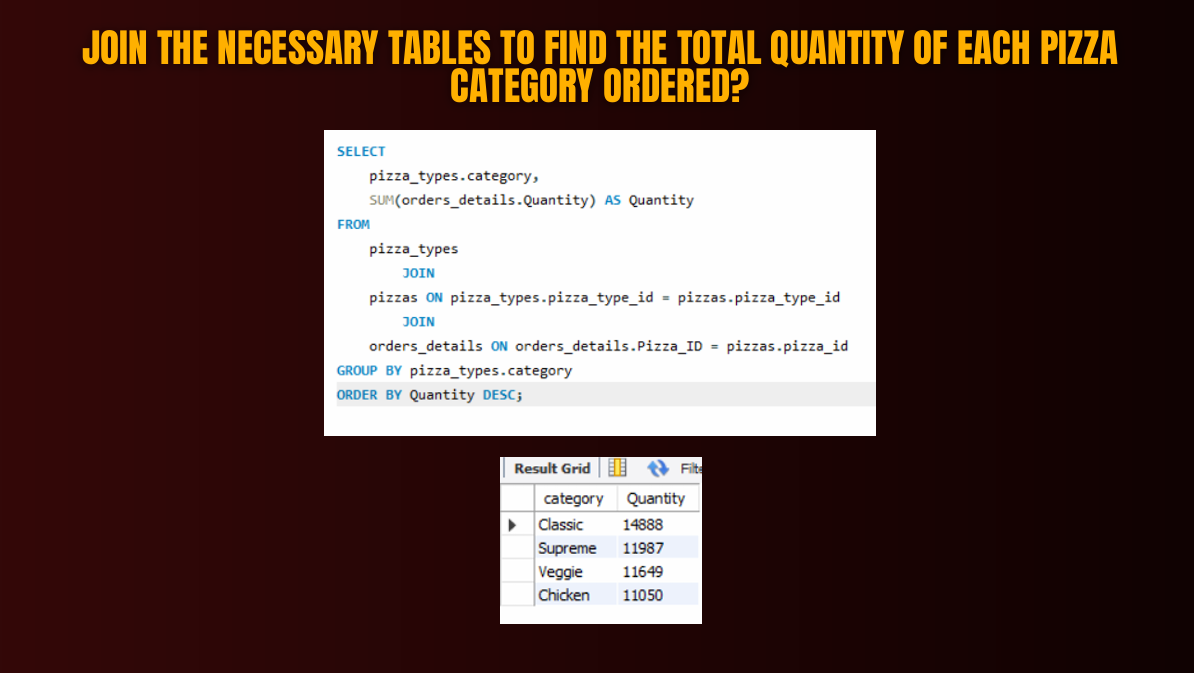 JOIN THE NECESSARY TABLES TO FIND THE TOTAL QUANTITY OF EACH PIZZA
CATEGORY ORDERED?
SELECT
pizza_types.category,
SUM(orders_details.Quantity) AS Quantity
FROM
pizza_types
JOIN
pizzas ON pizza_types.pizza_type_id = pizzas.pizza_type_id
JOIN
orders_details ON orders_details.Pizza_ID = pizzas.pizza_id
GROUP BY pizza_types.category
ORDER BY Quantity DESC;
Result Grid
category Quantity
Classic 14888
Supreme 11987
Veggie 11649
Chicken 11050